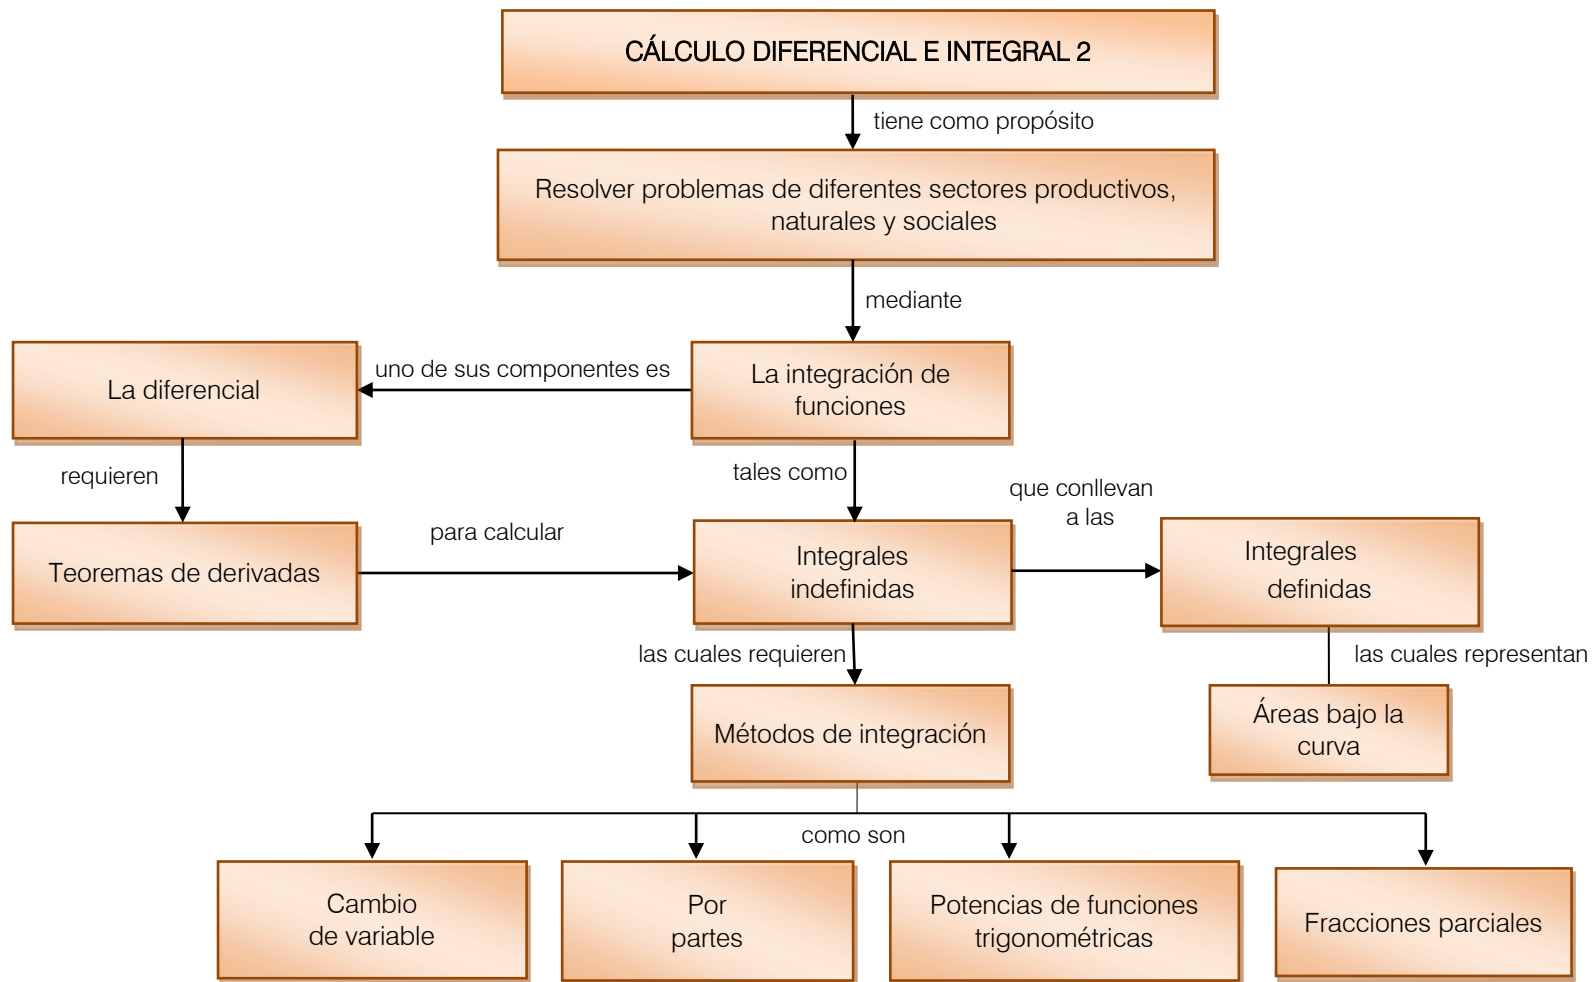 CÁLCULO DIFERENCIAL E INTEGRAL 2
tiene como propósito
Resolver problemas de diferentes sectores productivos,
naturales y sociales
mediante
La diferencial
uno de sus componentes es
La integración de
funciones
requieren
tales como
que conllevan
a las
Teoremas de derivadas
para calcular
Integrales
indefinidas
Integrales
definidas
las cuales requieren
las cuales representan
Métodos de integración
Áreas bajo la
curva
como son
Cambio
de variable
Por
partes
Potencias de funciones
trigonométricas
Fracciones parciales